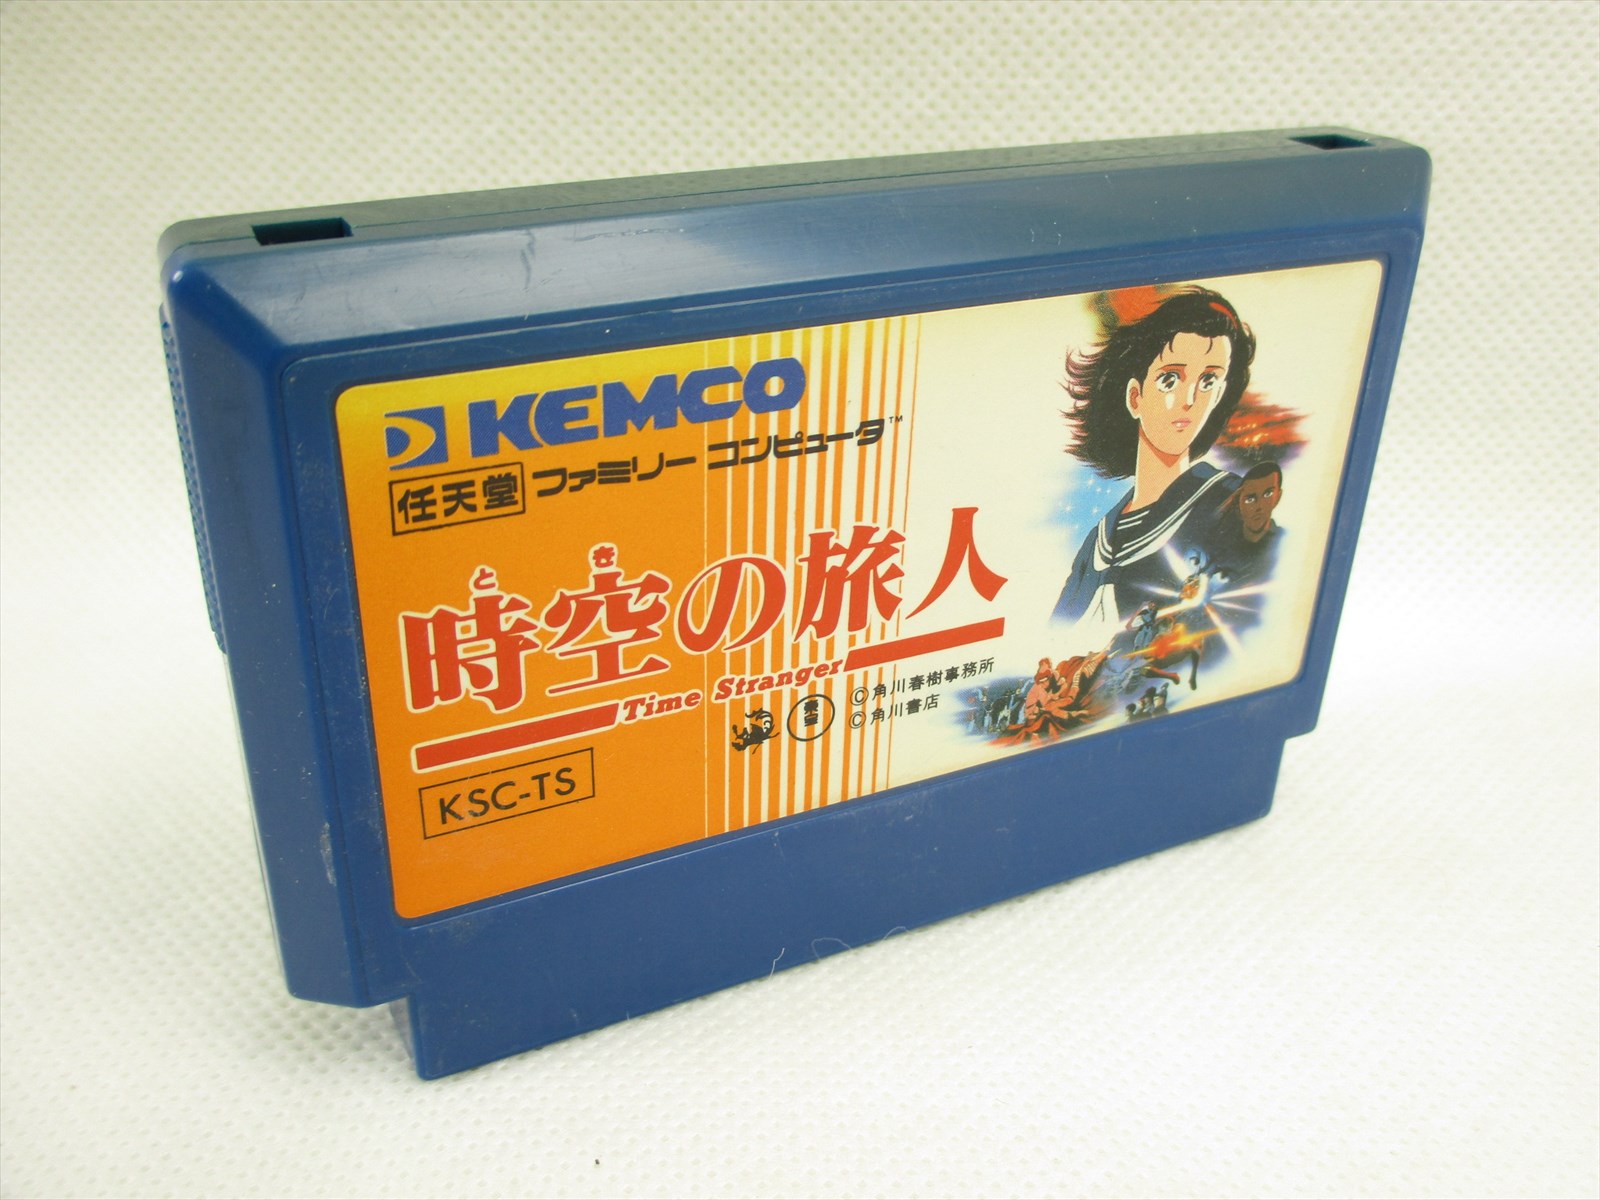 KEMCO
任天堂 ファミリー コンピュータ™
とき
時空の旅人
Time Stranger
©角川春樹事務所
©角川書店
KSC-TS